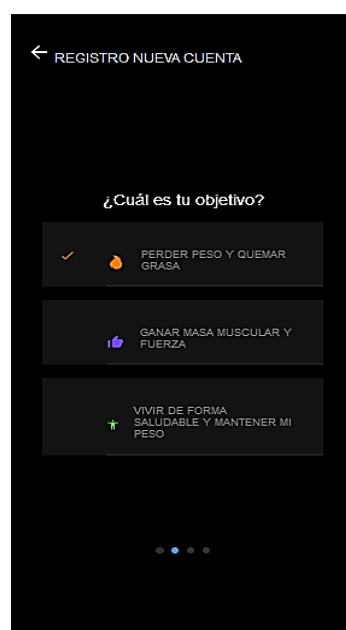 REGISTRO NUEVA CUENTA
¿Cuál es tu objetivo?
PERDER PESO Y QUEMAR
GRASA
GANAR MASA MUSCULAR Y
FUERZA
VIVIR DE FORMA
SALUDABLE Y MANTENER MI
PESO